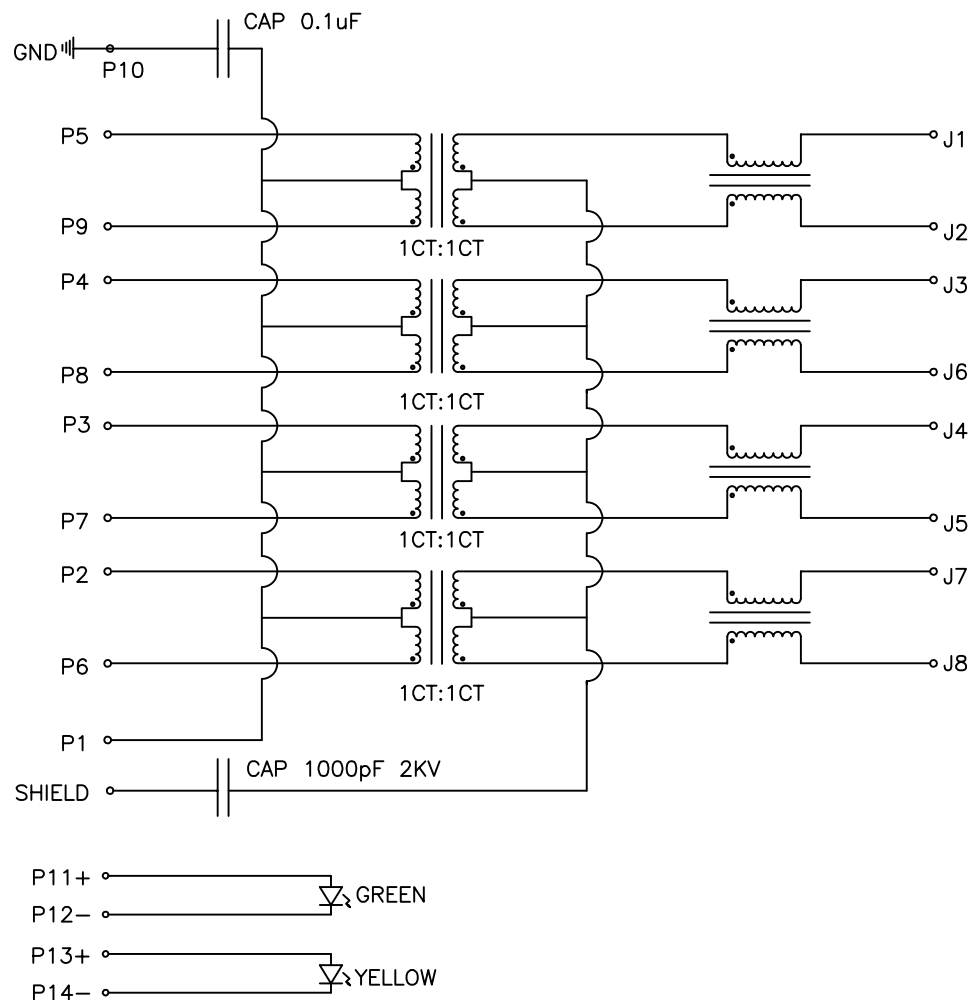 CAP 0.1uF
GND
P10
P5
J1
P9
J2
1CT:1CT
P4
J3
P8
J6
1CT:1CT
P3
J4
P7
J5
1CT:1CT
P2
J7
P6
J8
1CT:1CT
P1
CAP 1000pF 2KV
SHIELD
P11+
GREEN
P12-
P13+
YELLOW
P14-